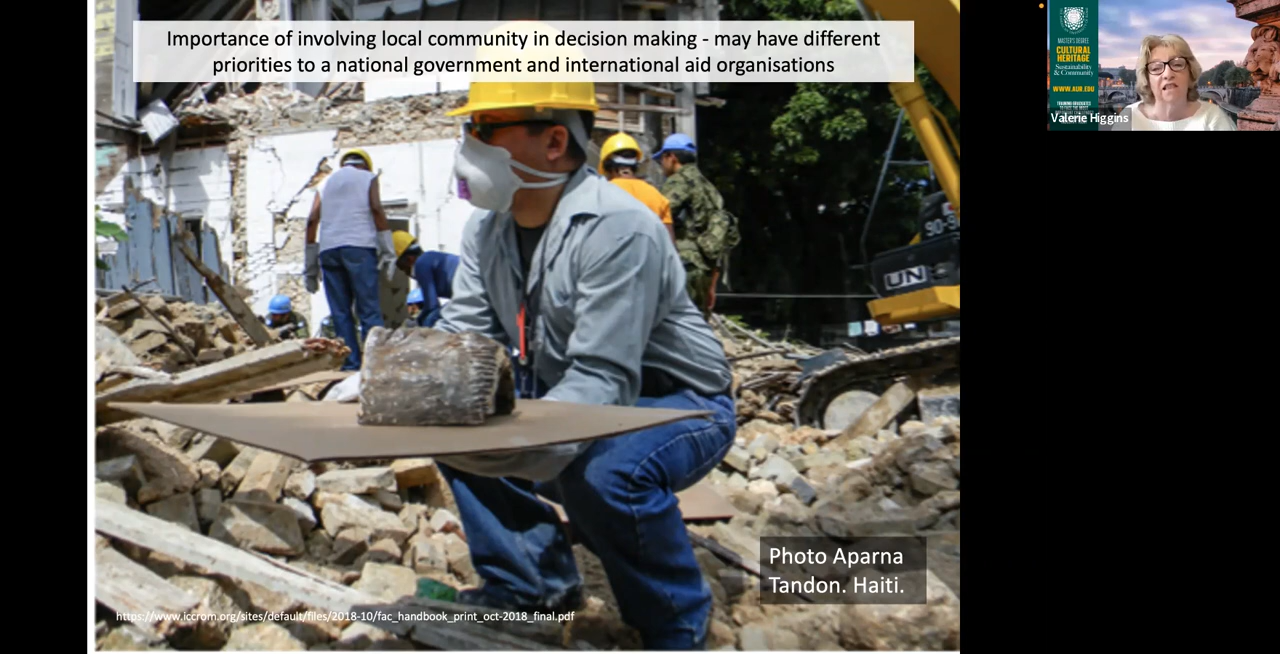 Importance of involving local community in decision making - may have different
priorities to a national government and international aid organisations
90-
UN
Photo Aparna
Tandon. Haiti.
https://www.iccrom.org/sites/default/files/2018-10/fac_handbook_print_oct-2018_final.pdf
MASTER'S DEGREE
CULTURAL
HERITAGE
Sustainability
& Community
WWW.AUR.EDU
Valerie Higgins